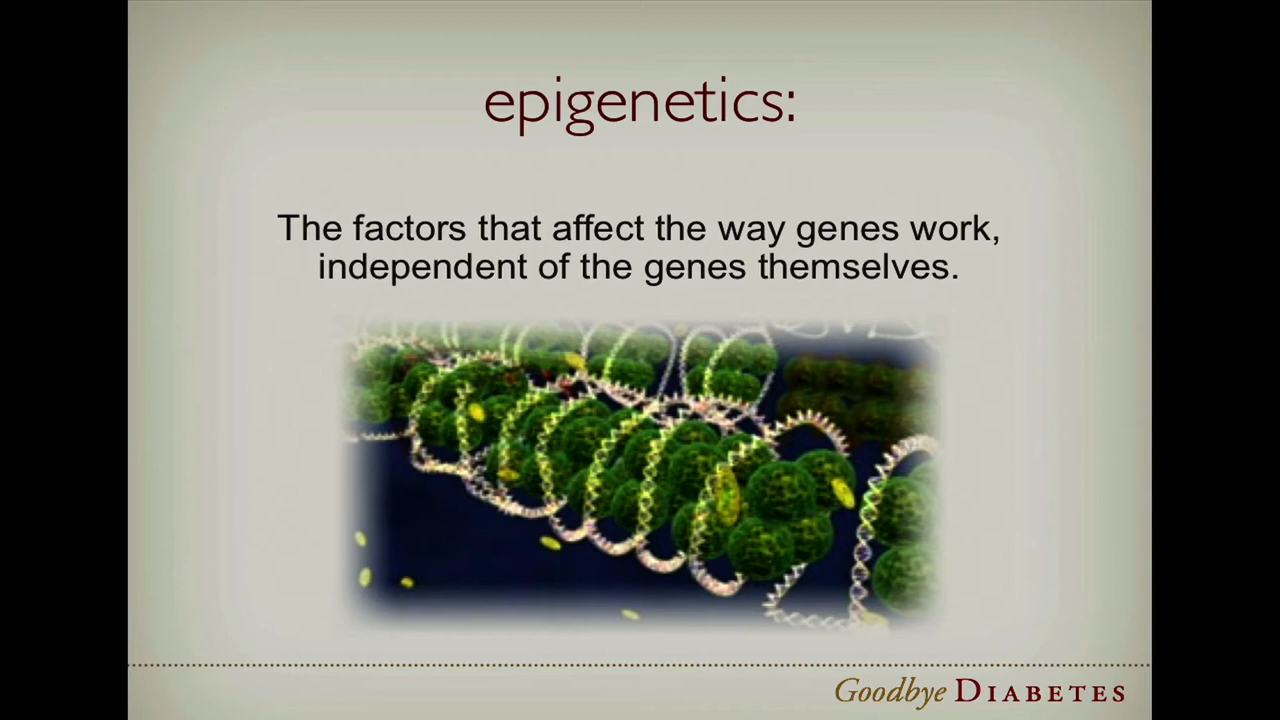 epigenetics:
The factors that affect the way genes work,
independent of the genes themselves.
Goodbye DIABETES